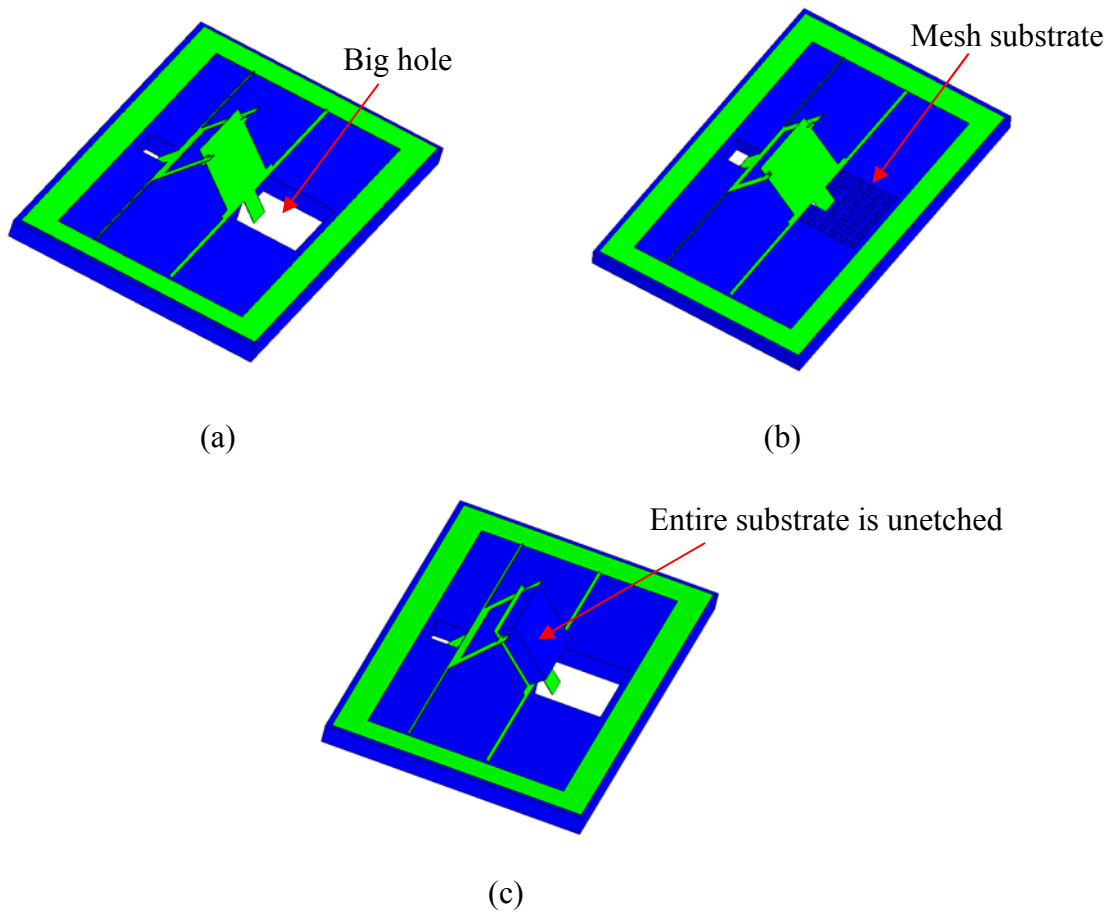 Big hole
Mesh substrate
(a)
(b)
Entire substrate is unetched
(c)